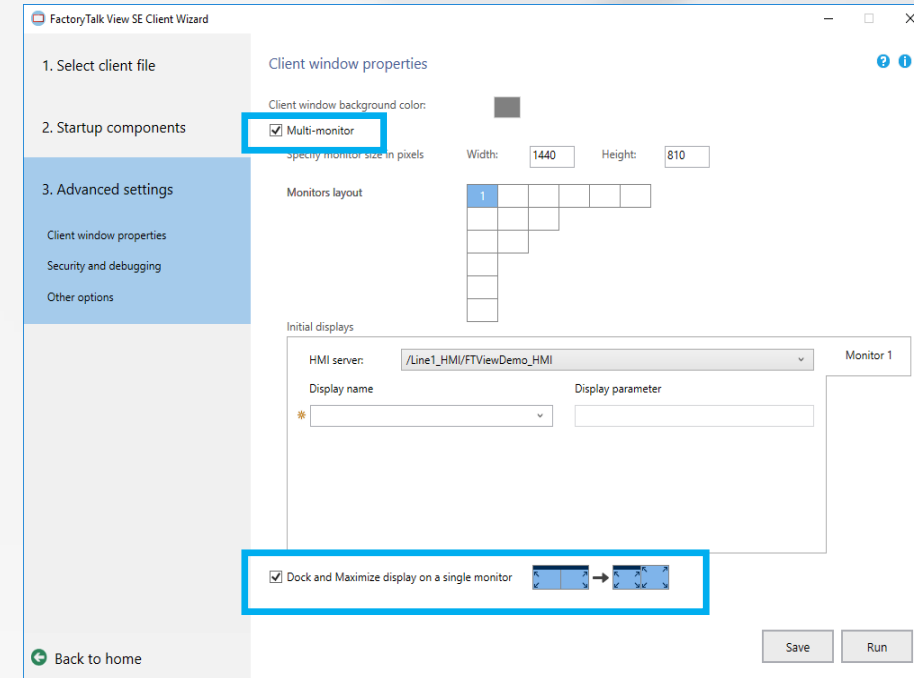 FactoryTalk View SE Client Wizard
1. Select client file
2. Startup components
3. Advanced settings
Client window properties
Security and debugging
Other options
Back to home
Client window properties
Client window background color:
Multi-monitor
Specify monitor size in pixels Width: 1440 Height: 810
Monitors layout 1
Initial displays
HMI server: /Line1_HMI/FTViewDemo_HMI
Monitor 1
Display name Display parameter
Dock and Maximize display on a single monitor
Save Run